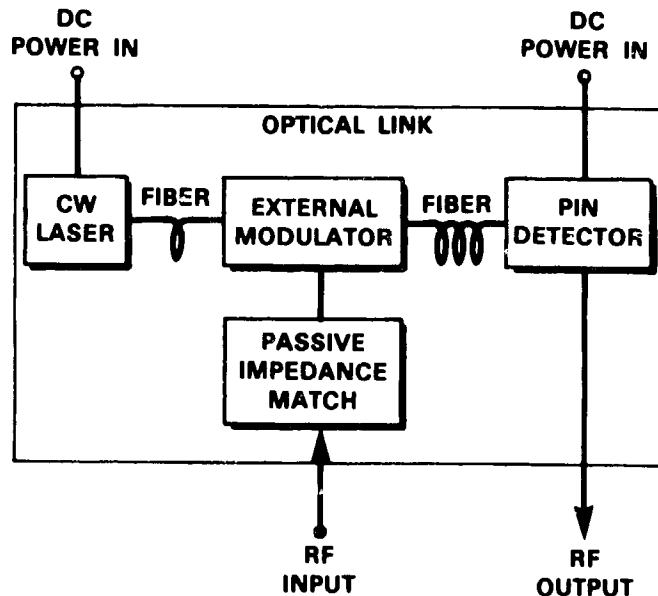 DC
POWER IN
DC
POWER IN
OPTICAL LINK
CW
LASER
FIBER
EXTERNAL
MODULATOR
FIBER
PIN
DETECTOR
PASSIVE
IMPEDANCE
MATCH
RF
INPUT
RF
OUTPUT